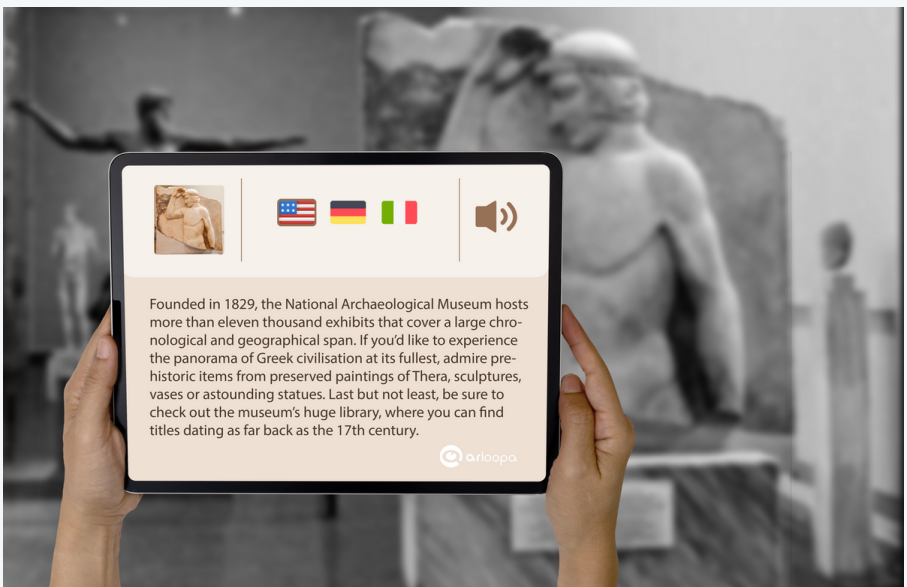 Founded in 1829, the National Archaeological Museum hosts
more than eleven thousand exhibits that cover a large chro-
nological and geographical span. If you'd like to experience
the panorama of Greek civilisation at its fullest, admire pre-
historic items from preserved paintings of Thera, sculptures,
vases or astounding statues. Last but not least, be sure to
check out the museum's huge library, where you can find
titles dating as far back as the 17th century.
arloopa